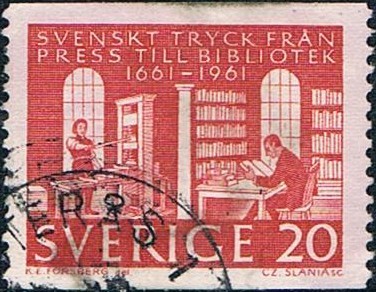 SVENSKT TRYCK FRÅN
PRESS TILL BIBLIOTEK
1661-1961
SVERIGE 20
K.E. FORSBERG del.
CZ. SLANIA sc.